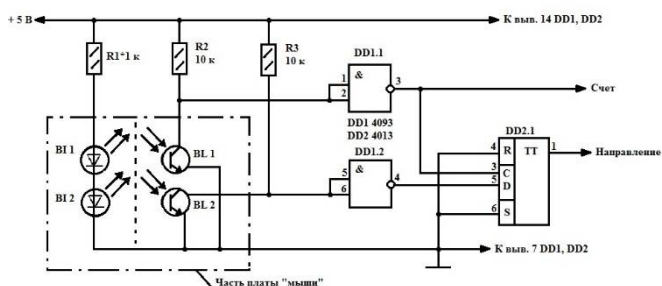 + 5 В
К выв. 14 DD1, DD2
R1*1 к
R2
10 к
R3
10 к
DD1.1
1
2
&
3
Счет
DD1 4093
DD2 4013
DD1.2
5
6
&
4
DD2.1
4
R
TT
1
Направление
3
C
5
D
6
S
BI 1
BL 1
BI 2
BL 2
К выв. 7 DD1, DD2
Часть платы "мыши"